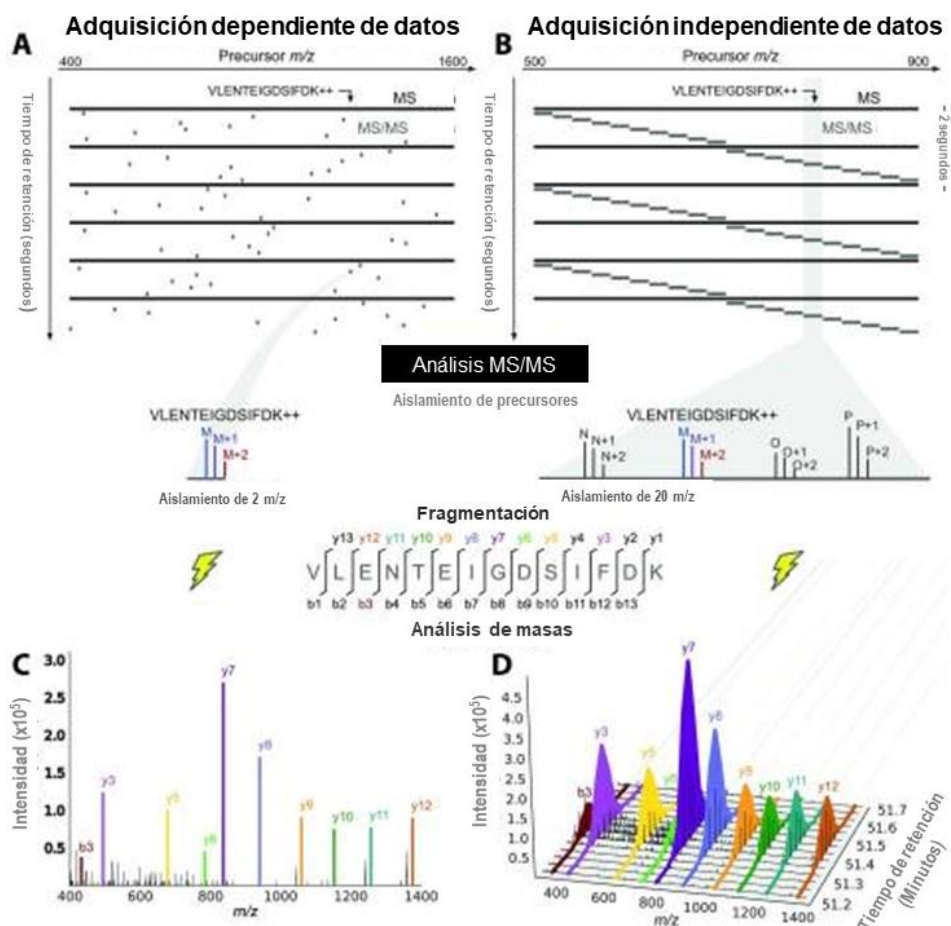 Adquisición dependiente de datos
A
400
Precursor m/z
1600
VLENTEIGDSIFDK++
MS
MS/MS
Tiempo de retención (segundos)
Adquisición independiente de datos
B
500
Precursor m/z
900
VLENTEIGDSIFDK++
MS
MS/MS
Tiempo de retención (segundos)
~ 2 segundos ~
Análisis MS/MS
Aislamiento de precursores
VLENTEIGDSIFDK++
M
M+1
M+2
Aislamiento de 2 m/z
VLENTEIGDSIFDK++
N
N+1
N+2
M
M+1
M+2
O
O+1
O+2
P
P+1
P+2
Aislamiento de 20 m/z
Fragmentación
y13 y12 y11 y10 y9 y8 y7 y6 y5 y4 y3 y2 y1
V L E N T E I G D S I F D K
b1 b2 b3 b4 b5 b6 b7 b8 b9 b10 b11 b12 b13
Análisis de masas
C
Intensidad (x10⁵)
3.0
2.5
2.0
1.5
1.0
0.5
b3
y3
y5
y6
y7
y8
y9
y10
y11
y12
400 600 800 1000 1200 1400
m/z
D
Intensidad (x10⁵)
4.5
4.0
3.5
3.0
2.5
2.0
1.5
1.0
0.5
b3
y3
y5
y6
y7
y8
y9
y10
y11
y12
400 600 800 1000 1200 1400
m/z
51.7
51.6
51.5
51.4
51.3
51.2
Tiempo de retención
(Minutos)